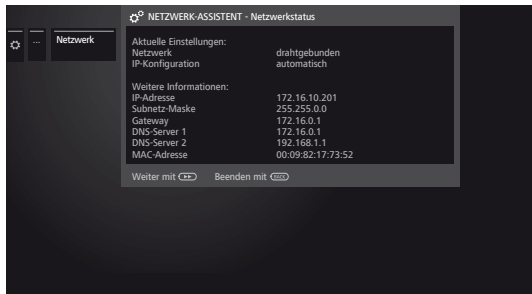 NETZWERK-ASSISTENT - Netzwerkstatus
... Netzwerk
Aktuelle Einstellungen:
Netzwerk drahtgebunden
IP-Konfiguration automatisch
Weitere Informationen:
IP-Adresse 172.16.10.201
Subnetz-Maske 255.255.0.0
Gateway 172.16.0.1
DNS-Server 1 172.16.0.1
DNS-Server 2 192.168.1.1
MAC-Adresse 00:09:82:17:73:52
Weiter mit Beenden mit BACK